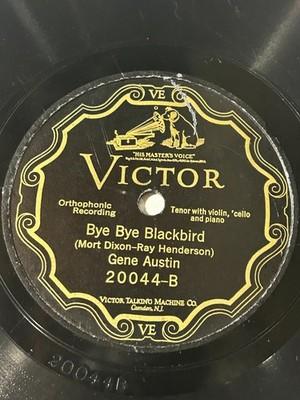 VE
"HIS MASTER'S VOICE"
VICTOR
Orthophonic
Recording
Tenor with violin, 'cello
and piano
Bye Bye Blackbird
(Mort Dixon-Ray Henderson)
Gene Austin
20044-B
VICTOR TALKING MACHINE CO.
Camden, N.J.
VE
20044B